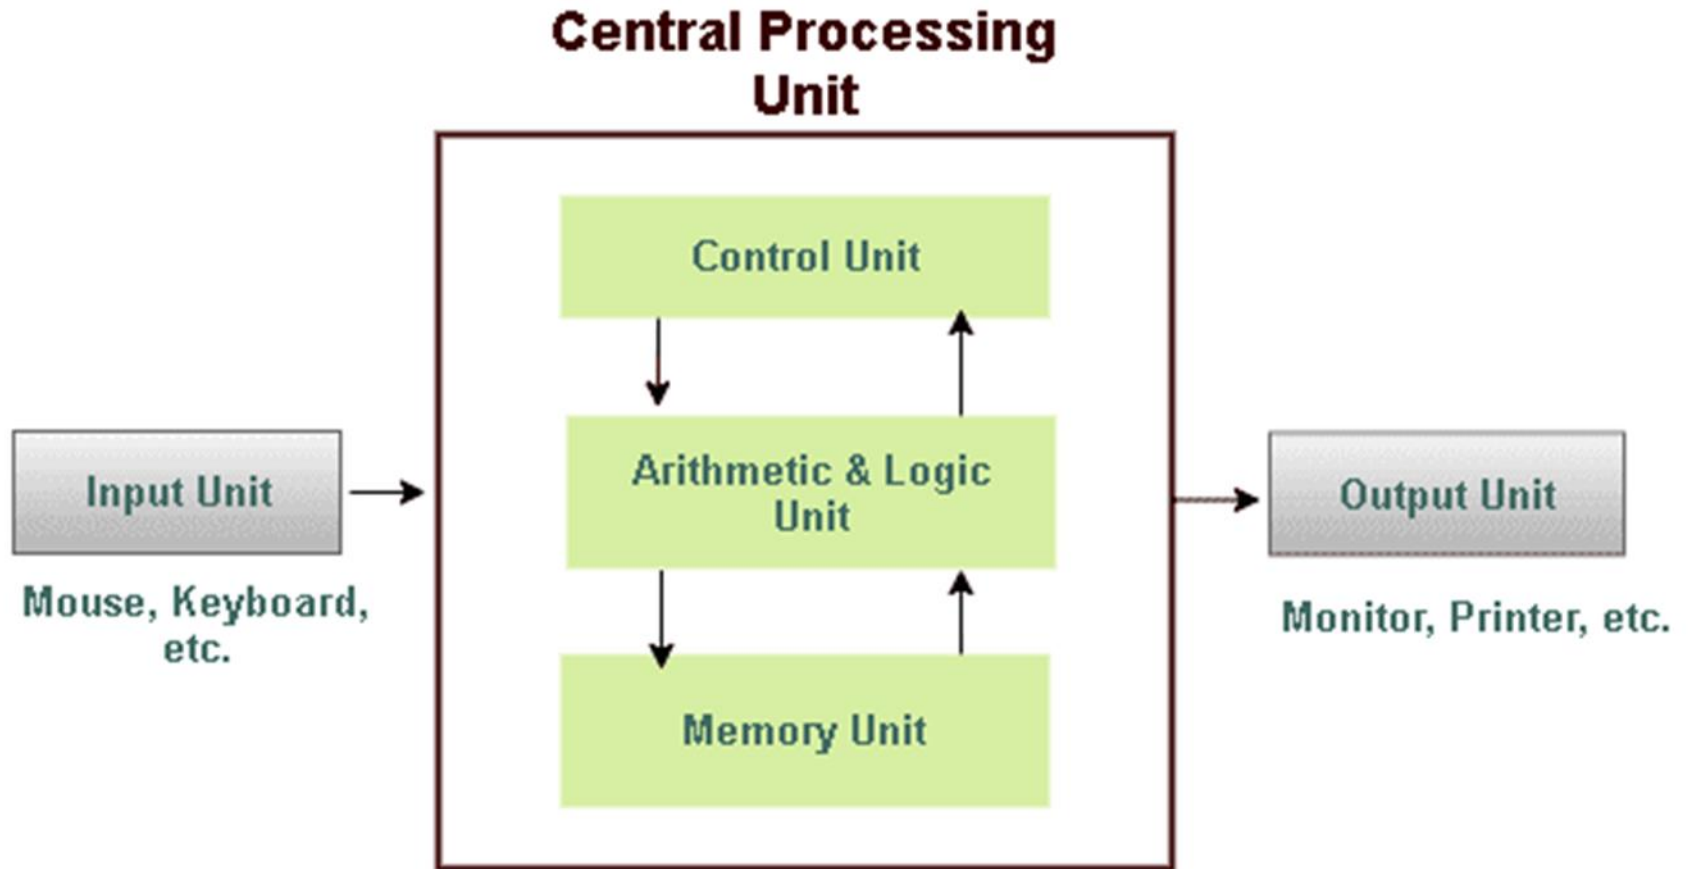 Central Processing
Unit
Control Unit
Arithmetic & Logic
Unit
Memory Unit
Input Unit
Mouse, Keyboard,
etc.
Output Unit
Monitor, Printer, etc.